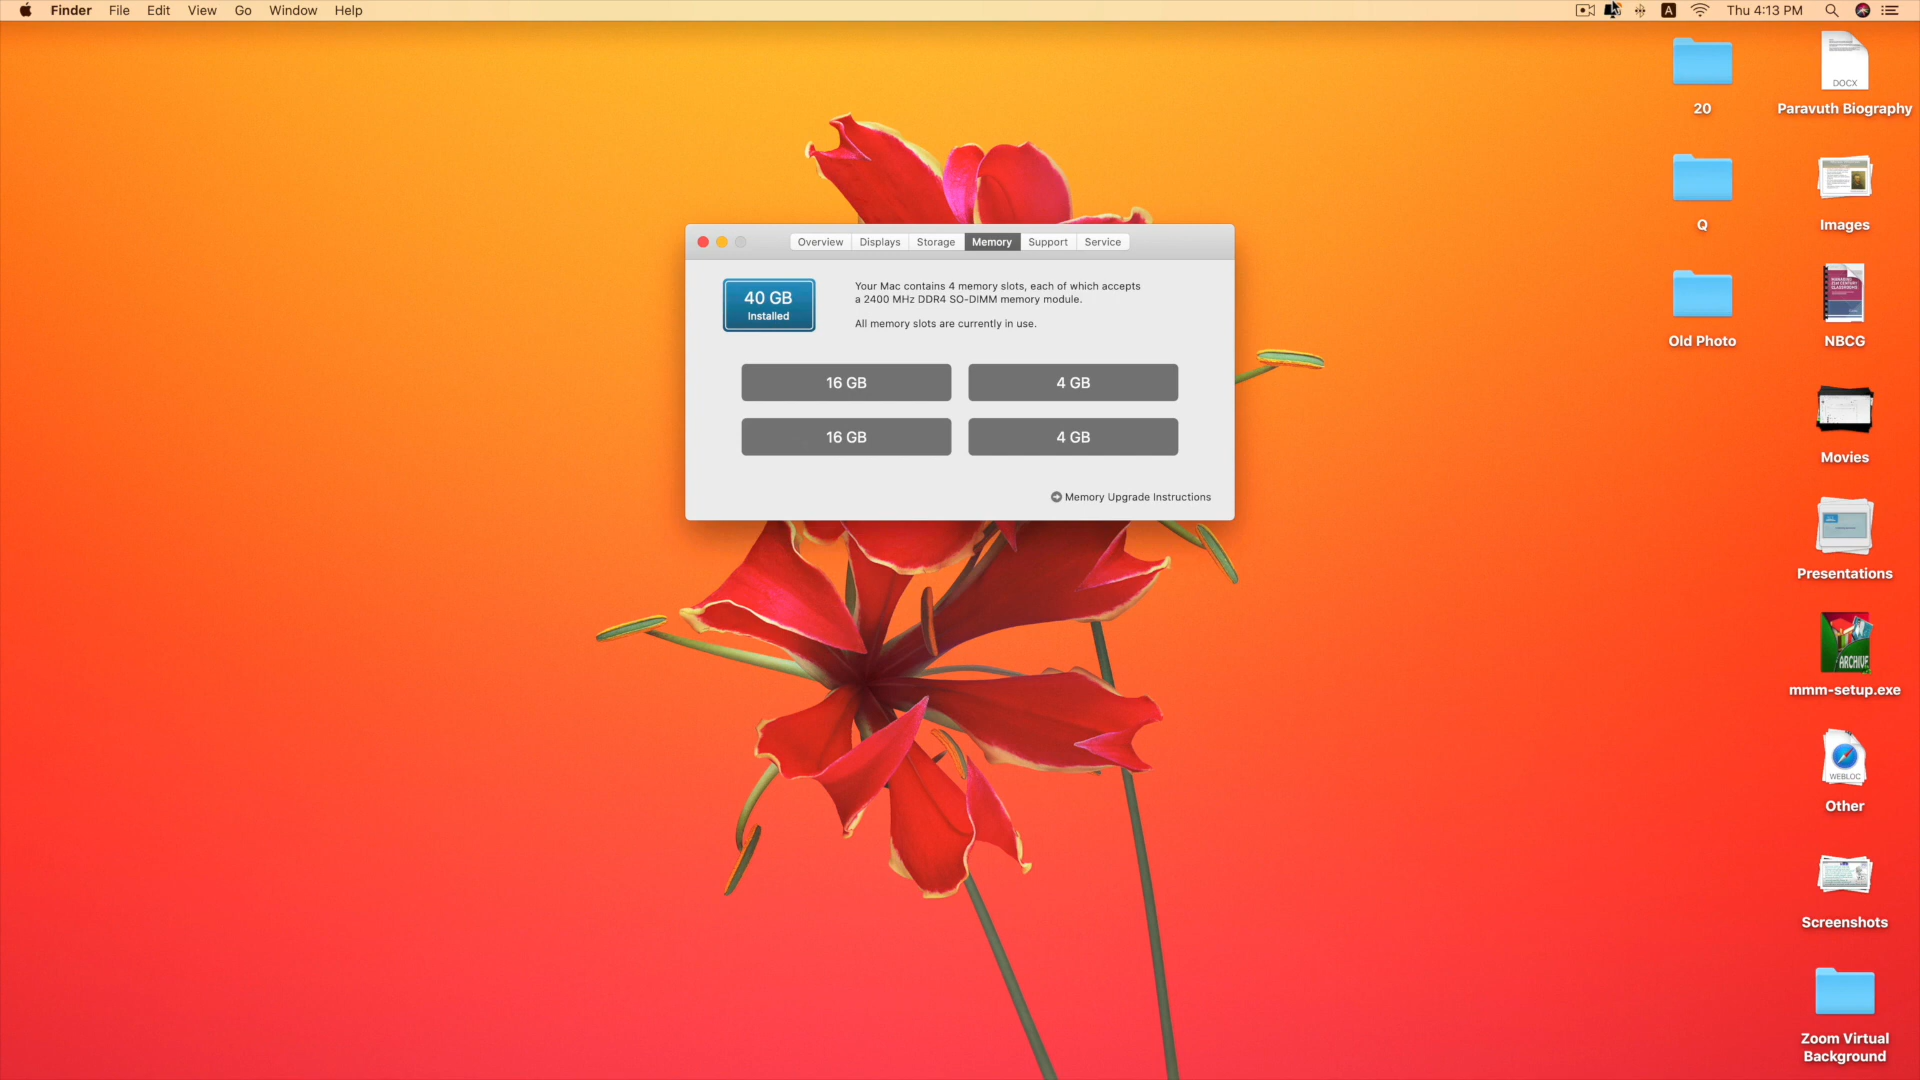 Finder File Edit View Go Window Help
A Thu 4:13 PM
Overview Displays Storage Memory Support Service
40 GB
Installed
Your Mac contains 4 memory slots, each of which accepts
a 2400 MHz DDR4 SO-DIMM memory module.
All memory slots are currently in use.
16 GB 4 GB
16 GB 4 GB
Memory Upgrade Instructions
20
Q
Old Photo
DOCX
Paravuth Biography
Images
NBCG
Movies
Presentations
ARCHIVE
mmm-setup.exe
WEBLOC
Other
Screenshots
Zoom Virtual
Background